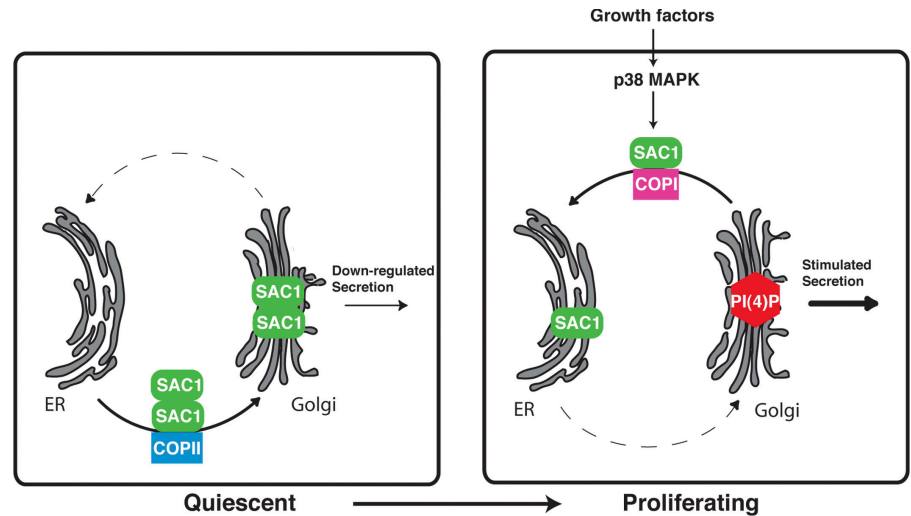 Growth factors
p38 MAPK
SAC1
COPI
Down-regulated
Secretion
SAC1
SAC1
SAC1
SAC1
COPII
ER
Golgi
Stimulated
Secretion
PI(4)P
SAC1
ER
Golgi
Quiescent
Proliferating